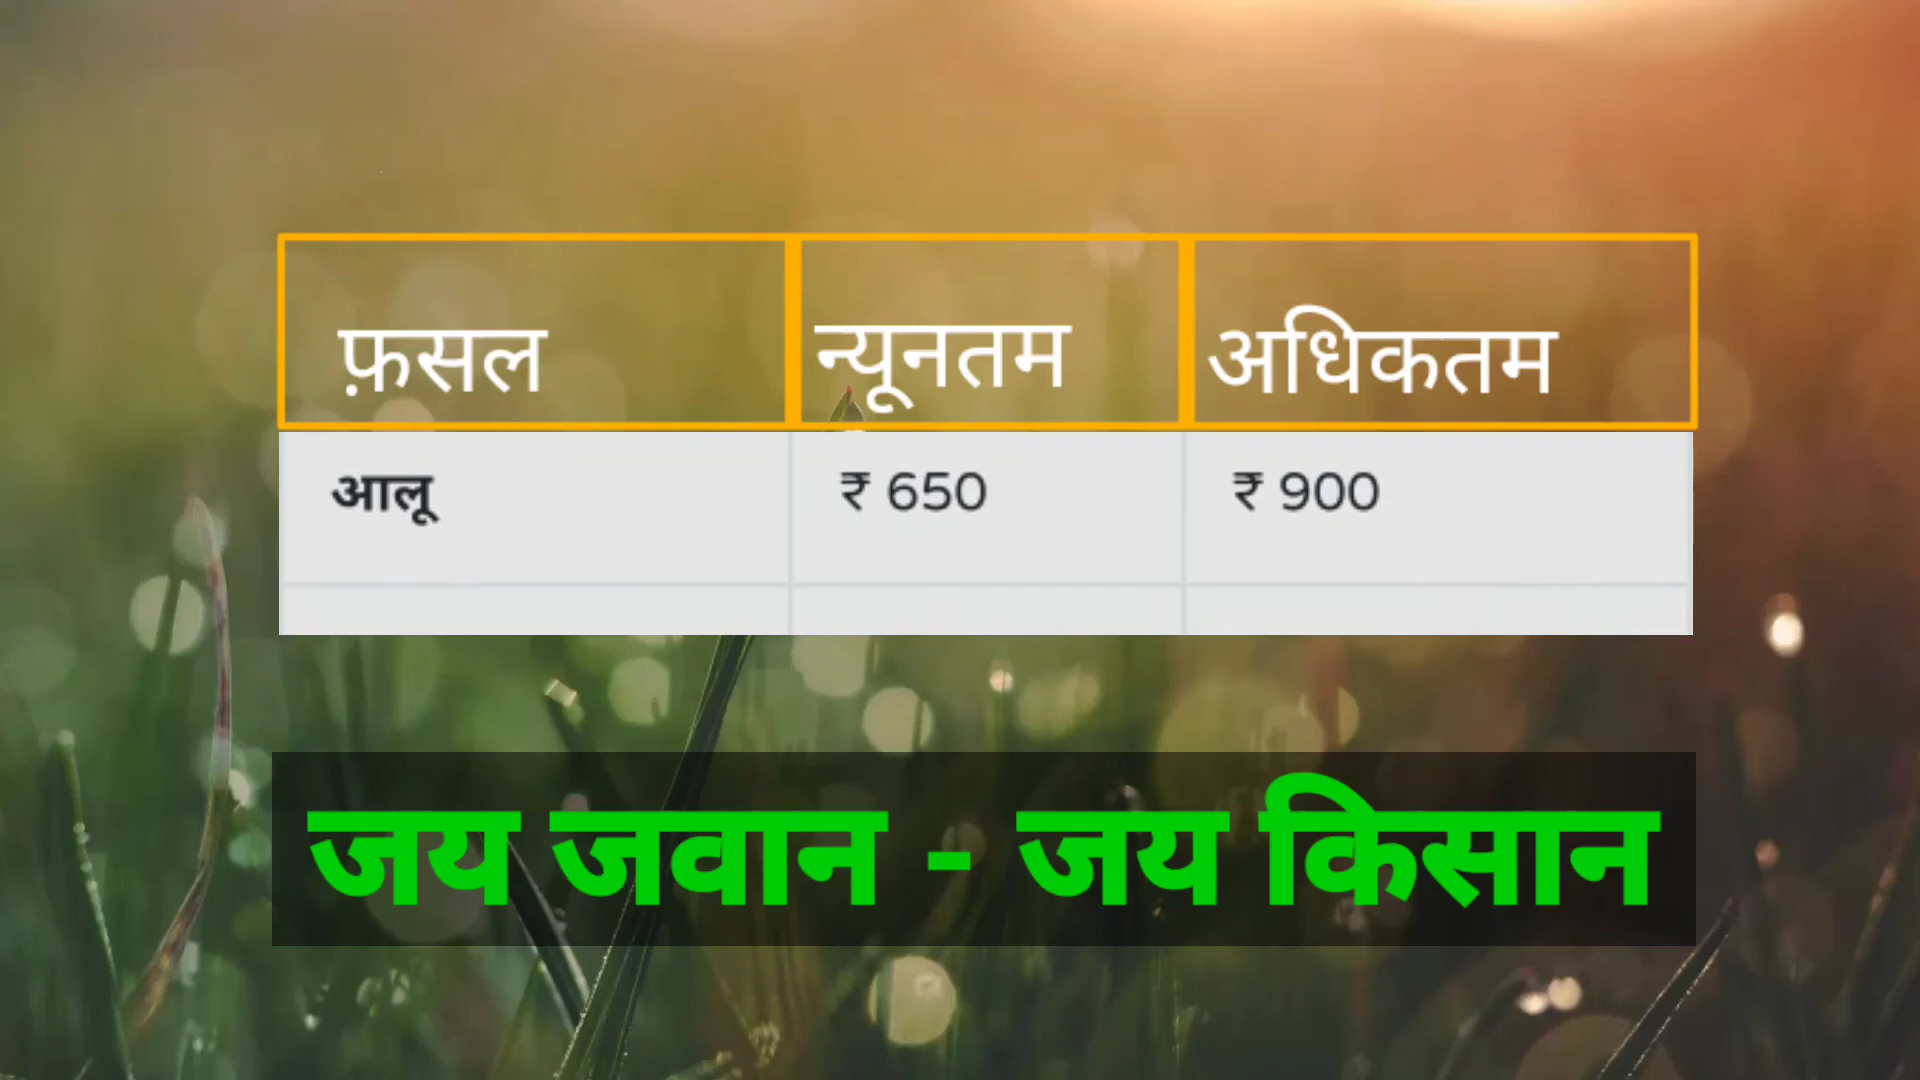 फ़सल न्यूनतम अधिकतम
आलू ₹ 650 ₹ 900
जय जवान - जय किसान